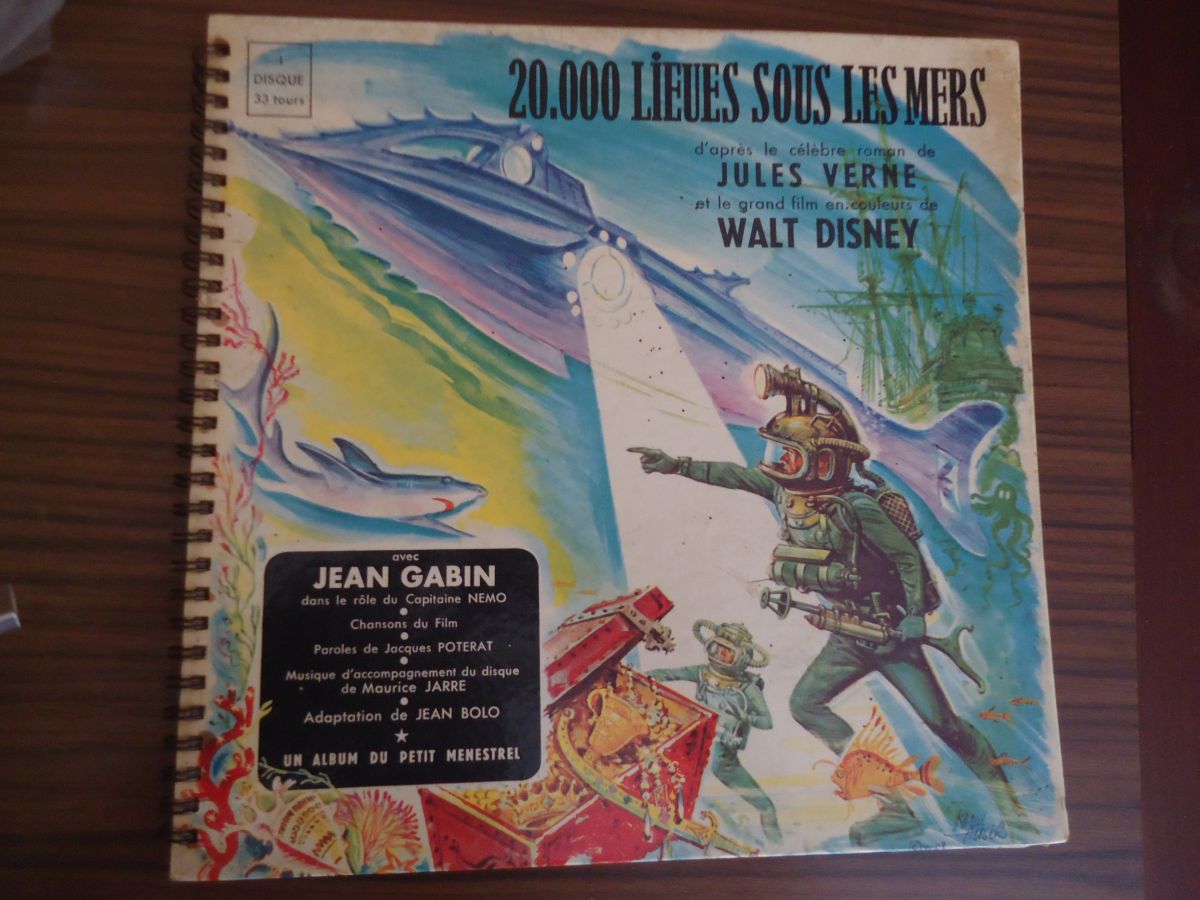 1
DISQUE
33 tours
20.000 LIEUES SOUS LES MERS
d'après le célèbre roman de
JULES VERNE
et le grand film en couleurs de
WALT DISNEY
avec
JEAN GABIN
dans le rôle du Capitaine NEMO
Chansons du Film
Paroles de Jacques POTERAT
Musique d'accompagnement du disque
de Maurice JARRE
Adaptation de JEAN BOLO
UN ALBUM DU PETIT MENESTREL